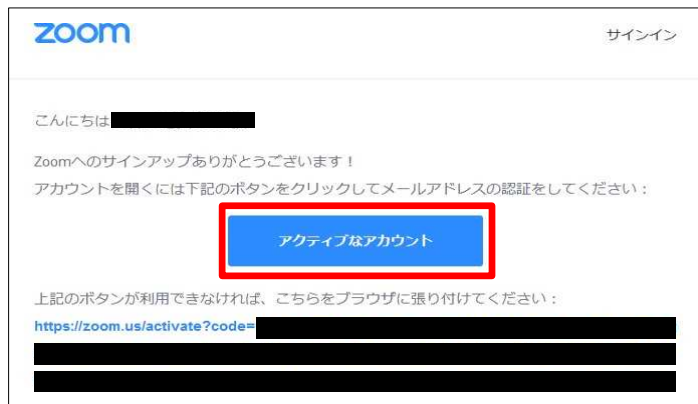 zoom
サインイン
こんにちは
Zoomへのサインアップありがとうございます！
アカウントを開くには下記のボタンをクリックしてメールアドレスの認証をしてください：
アクティブなアカウント
上記のボタンが利用できなければ、こちらをブラウザに張り付けてください：
https://zoom.us/activate?code=